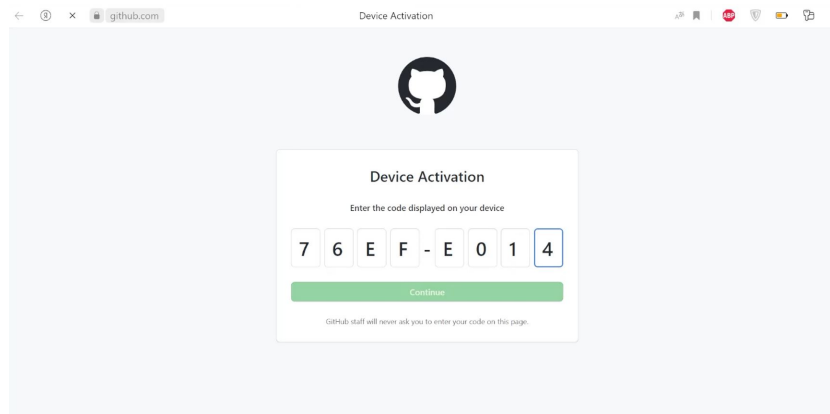 github.com
Device Activation
ABP
Device Activation
Enter the code displayed on your device
7 6 E F - E 0 1 4
Continue
GitHub staff will never ask you to enter your code on this page.